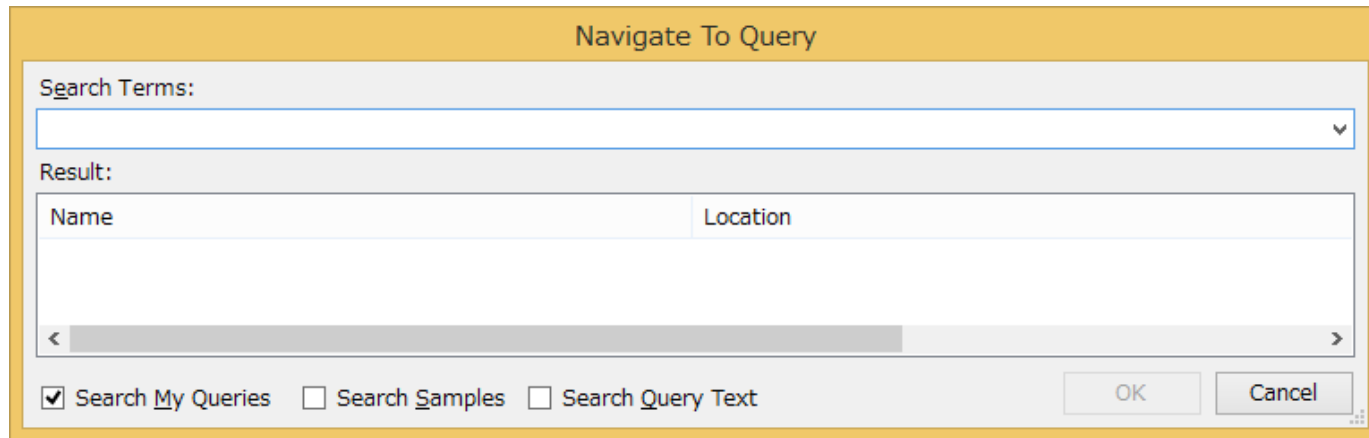 Navigate To Query
Search Terms:
Result:
Name Location
Search My Queries Search Samples Search Query Text OK Cancel